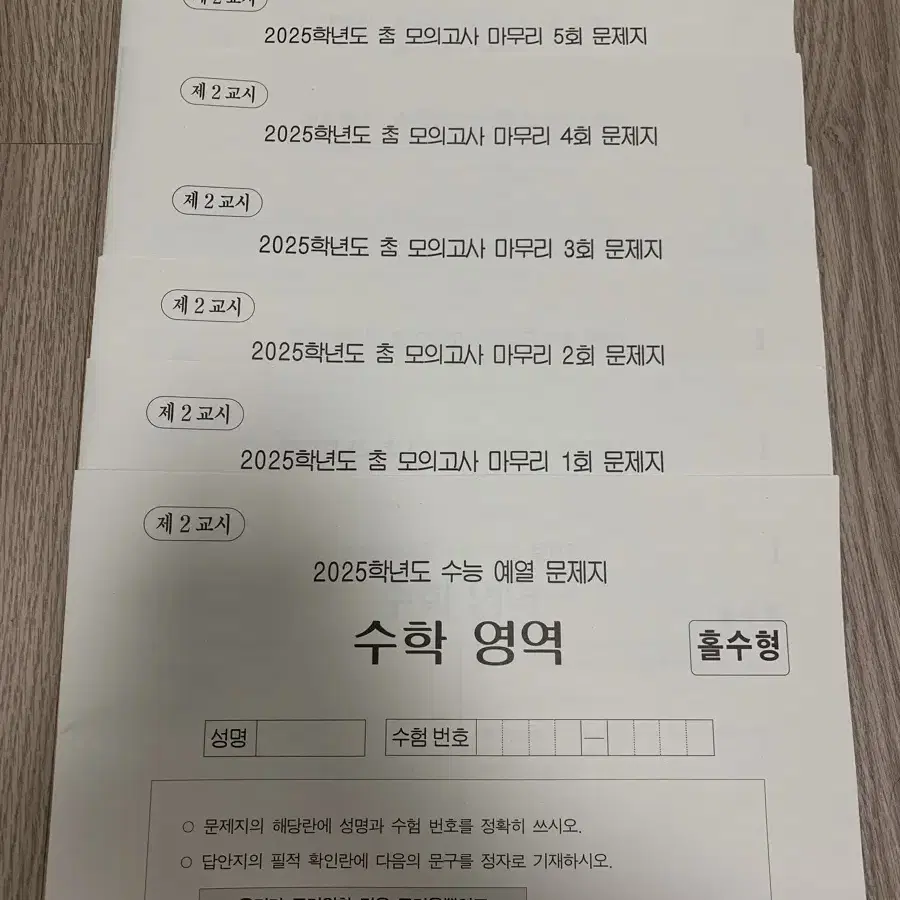 제 2 교시
2025학년도 춤 모의고사 마무리 5회 문제지
제 2 교시
2025학년도 춤 모의고사 마무리 4회 문제지
제 2 교시
2025학년도 춤 모의고사 마무리 3회 문제지
제 2 교시
2025학년도 춤 모의고사 마무리 2회 문제지
제 2 교시
2025학년도 춤 모의고사 마무리 1회 문제지
제 2 교시
2025학년도 수능 예열 문제지
수학 영역
홀수형
성명
수험 번호 —
○ 문제지의 해당란에 성명과 수험 번호를 정확히 쓰시오.
○ 답안지의 필적 확인란에 다음의 문구를 정자로 기재하시오.